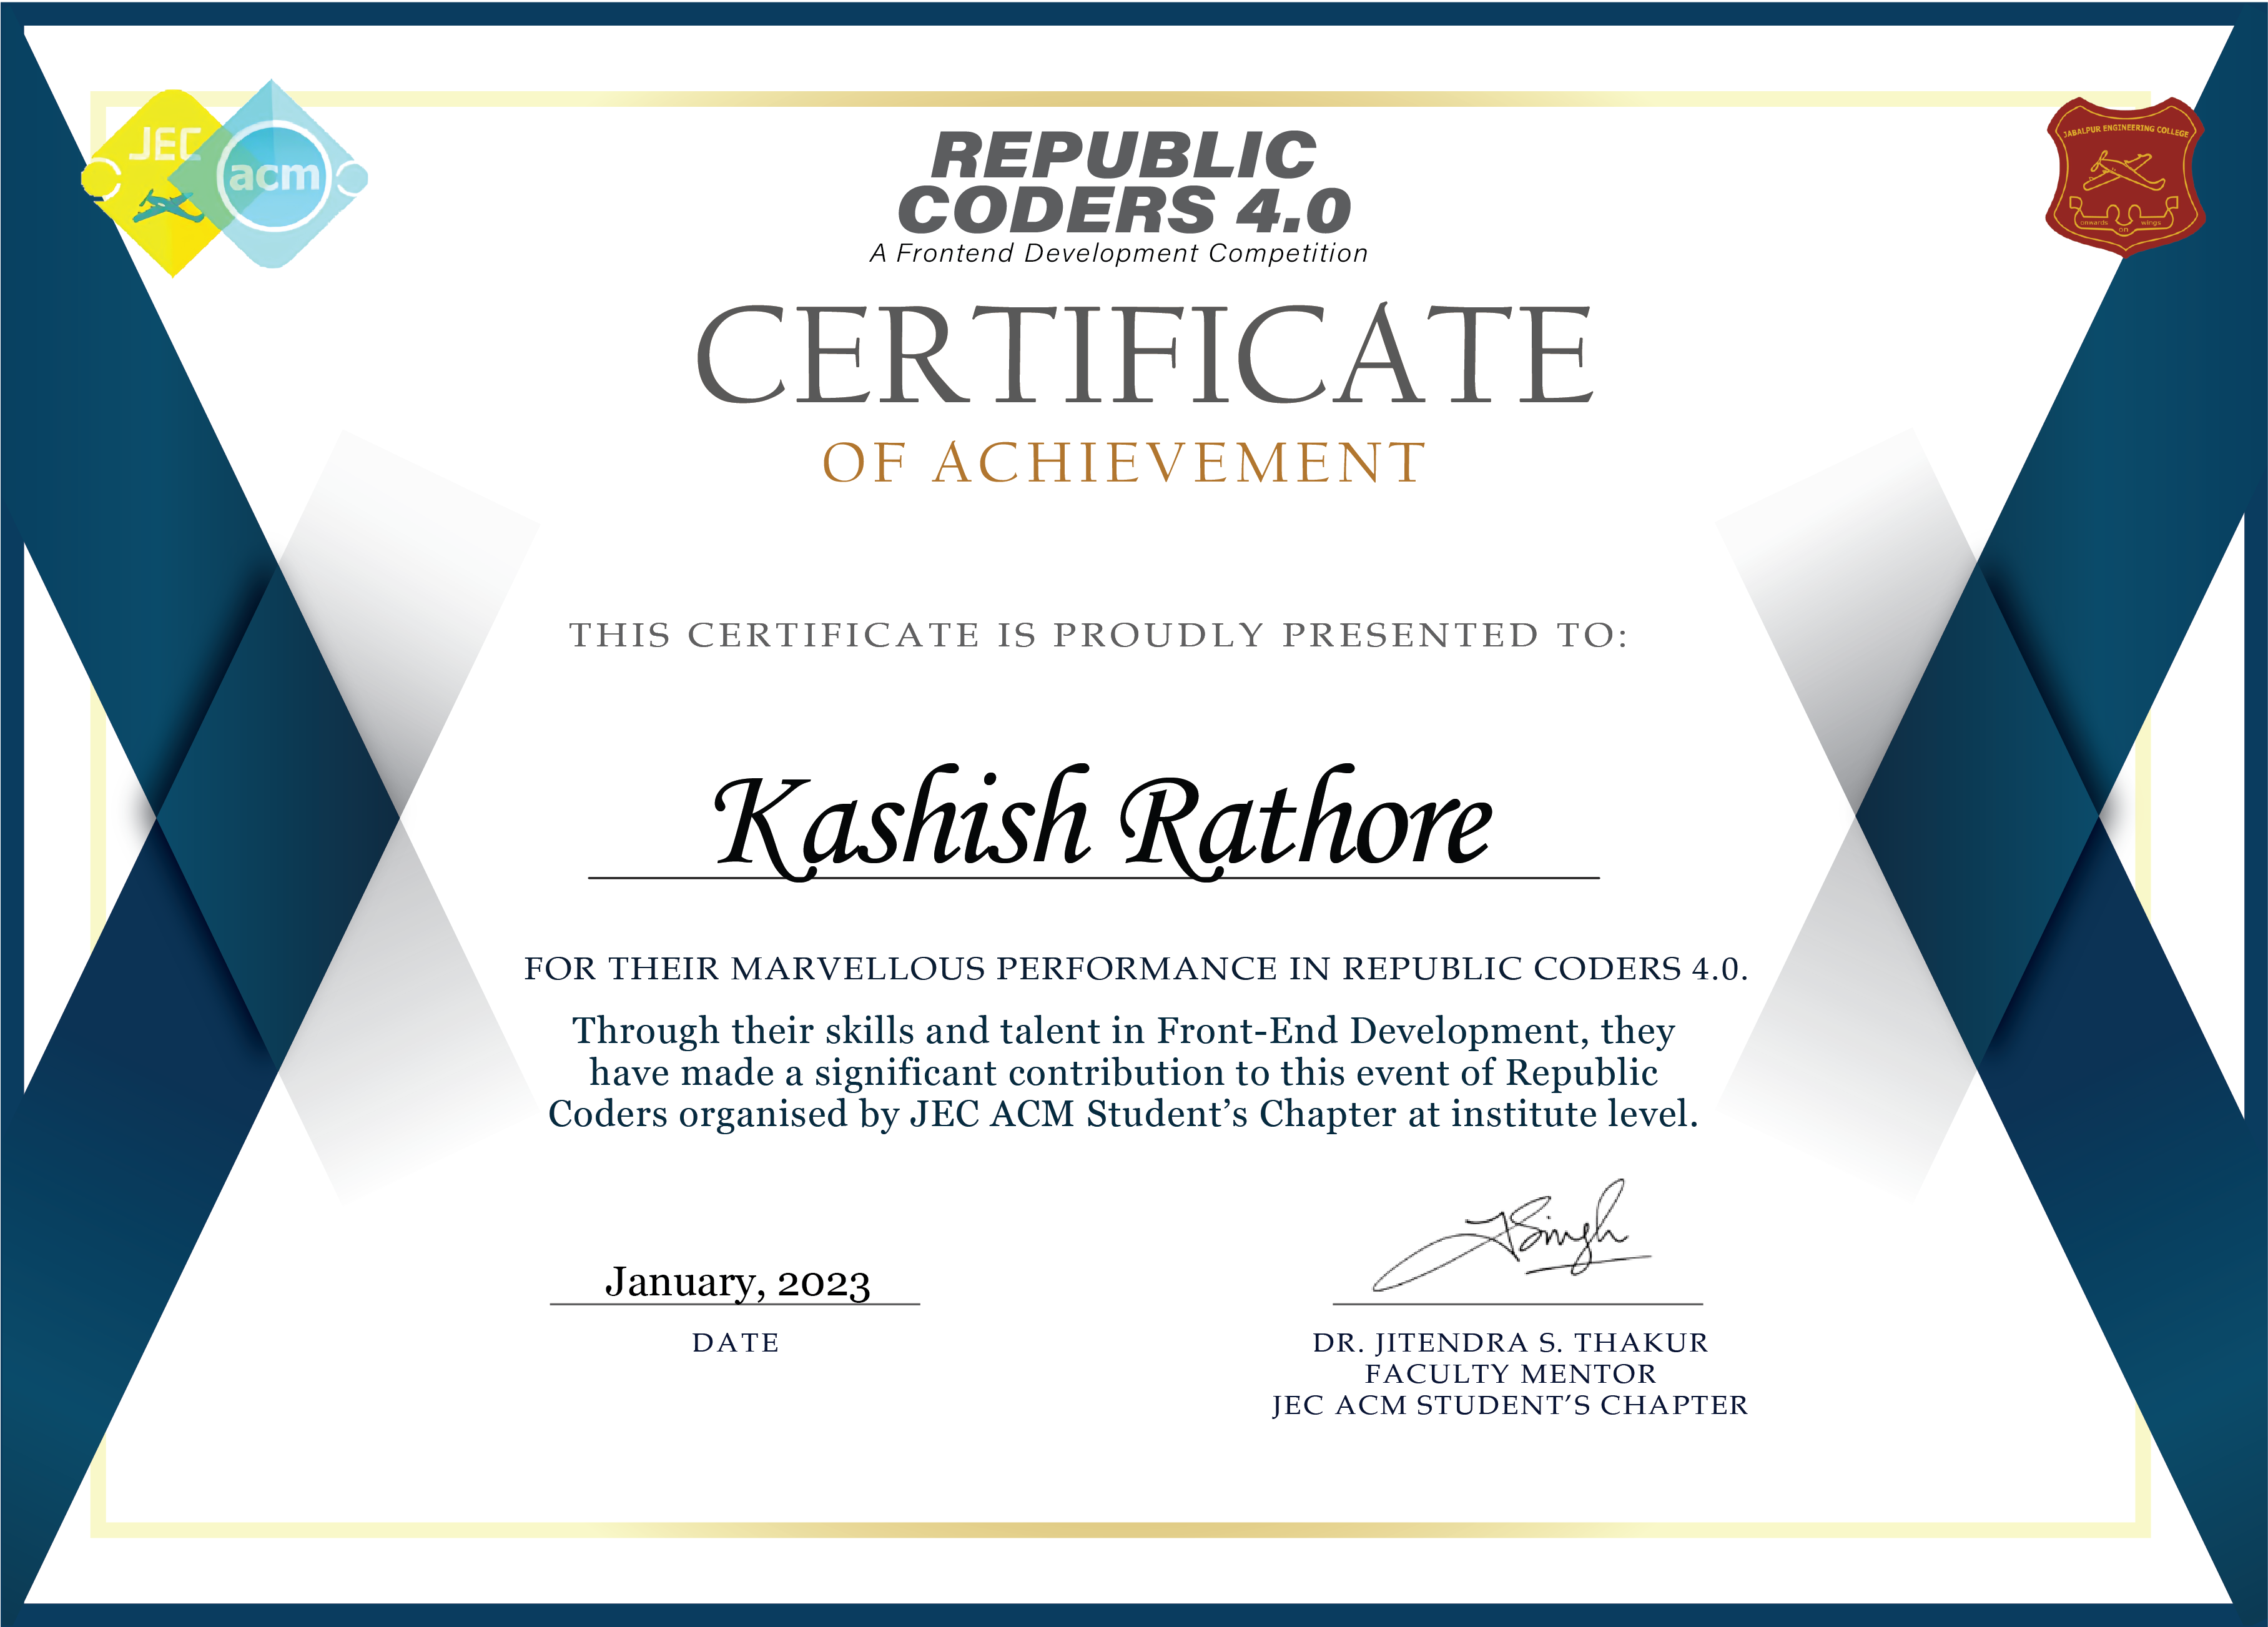 JEC
acm
JABALPUR ENGINEERING COLLEGE
onwards on wings
REPUBLIC
CODERS 4.0
A Frontend Development Competition
CERTIFICATE
OF ACHIEVEMENT
THIS CERTIFICATE IS PROUDLY PRESENTED TO:
Kashish Rathore
FOR THEIR MARVELLOUS PERFORMANCE IN REPUBLIC CODERS 4.0.
Through their skills and talent in Front-End Development, they
have made a significant contribution to this event of Republic
Coders organised by JEC ACM Student’s Chapter at institute level.
JSingh
January, 2023
DATE
DR. JITENDRA S. THAKUR
FACULTY MENTOR
JEC ACM STUDENT’S CHAPTER